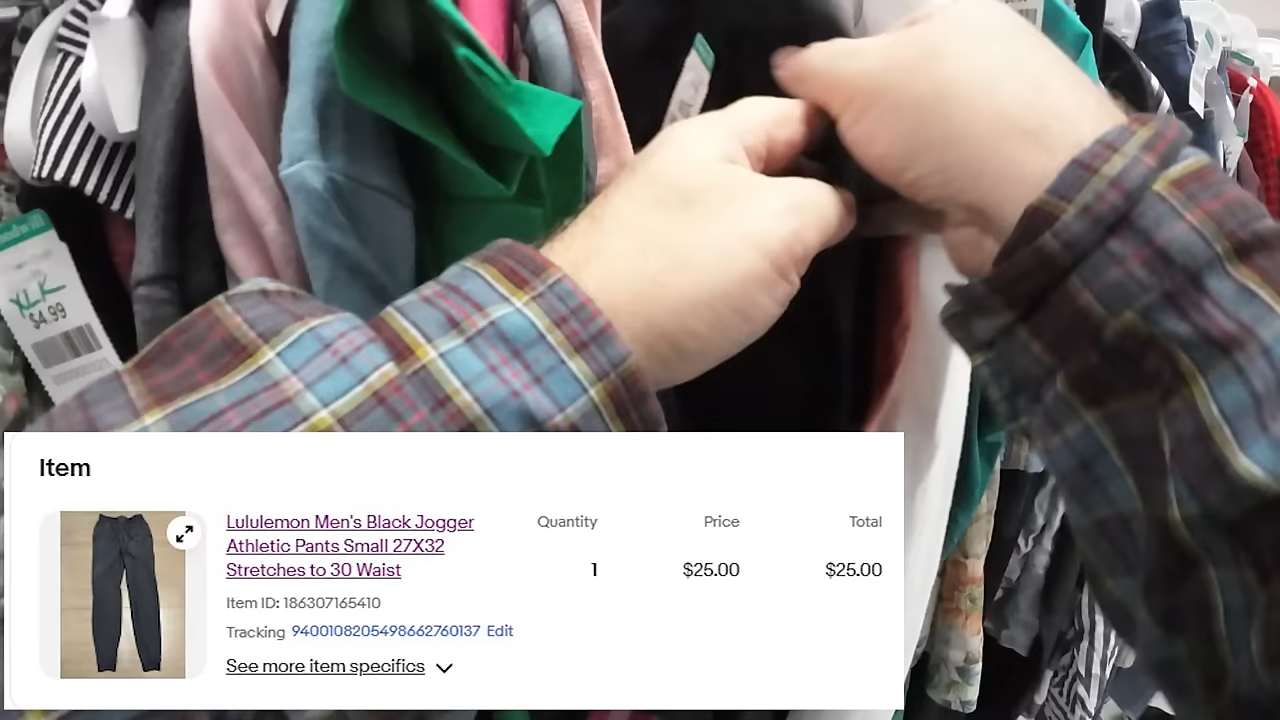 XLK
$4.99
Item
Quantity
Price
Total
Lululemon Men's Black Jogger
Athletic Pants Small 27X32
Stretches to 30 Waist
1
$25.00
$25.00
Item ID: 186307165410
Tracking 9400108205498662760137 Edit
See more item specifics